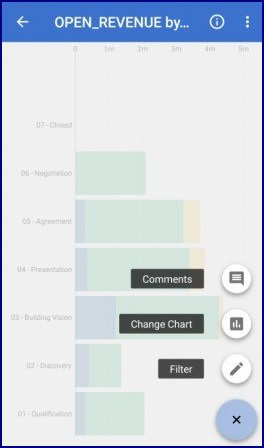 OPEN_REVENUE by...
0 1m 2m 3m 4m 5m
07 - Closed
06 - Negotiation
05 - Agreement
04 - Presentation
Comments
03 - Building Vision
Change Chart
02 - Discovery
Filter
01 - Qualification